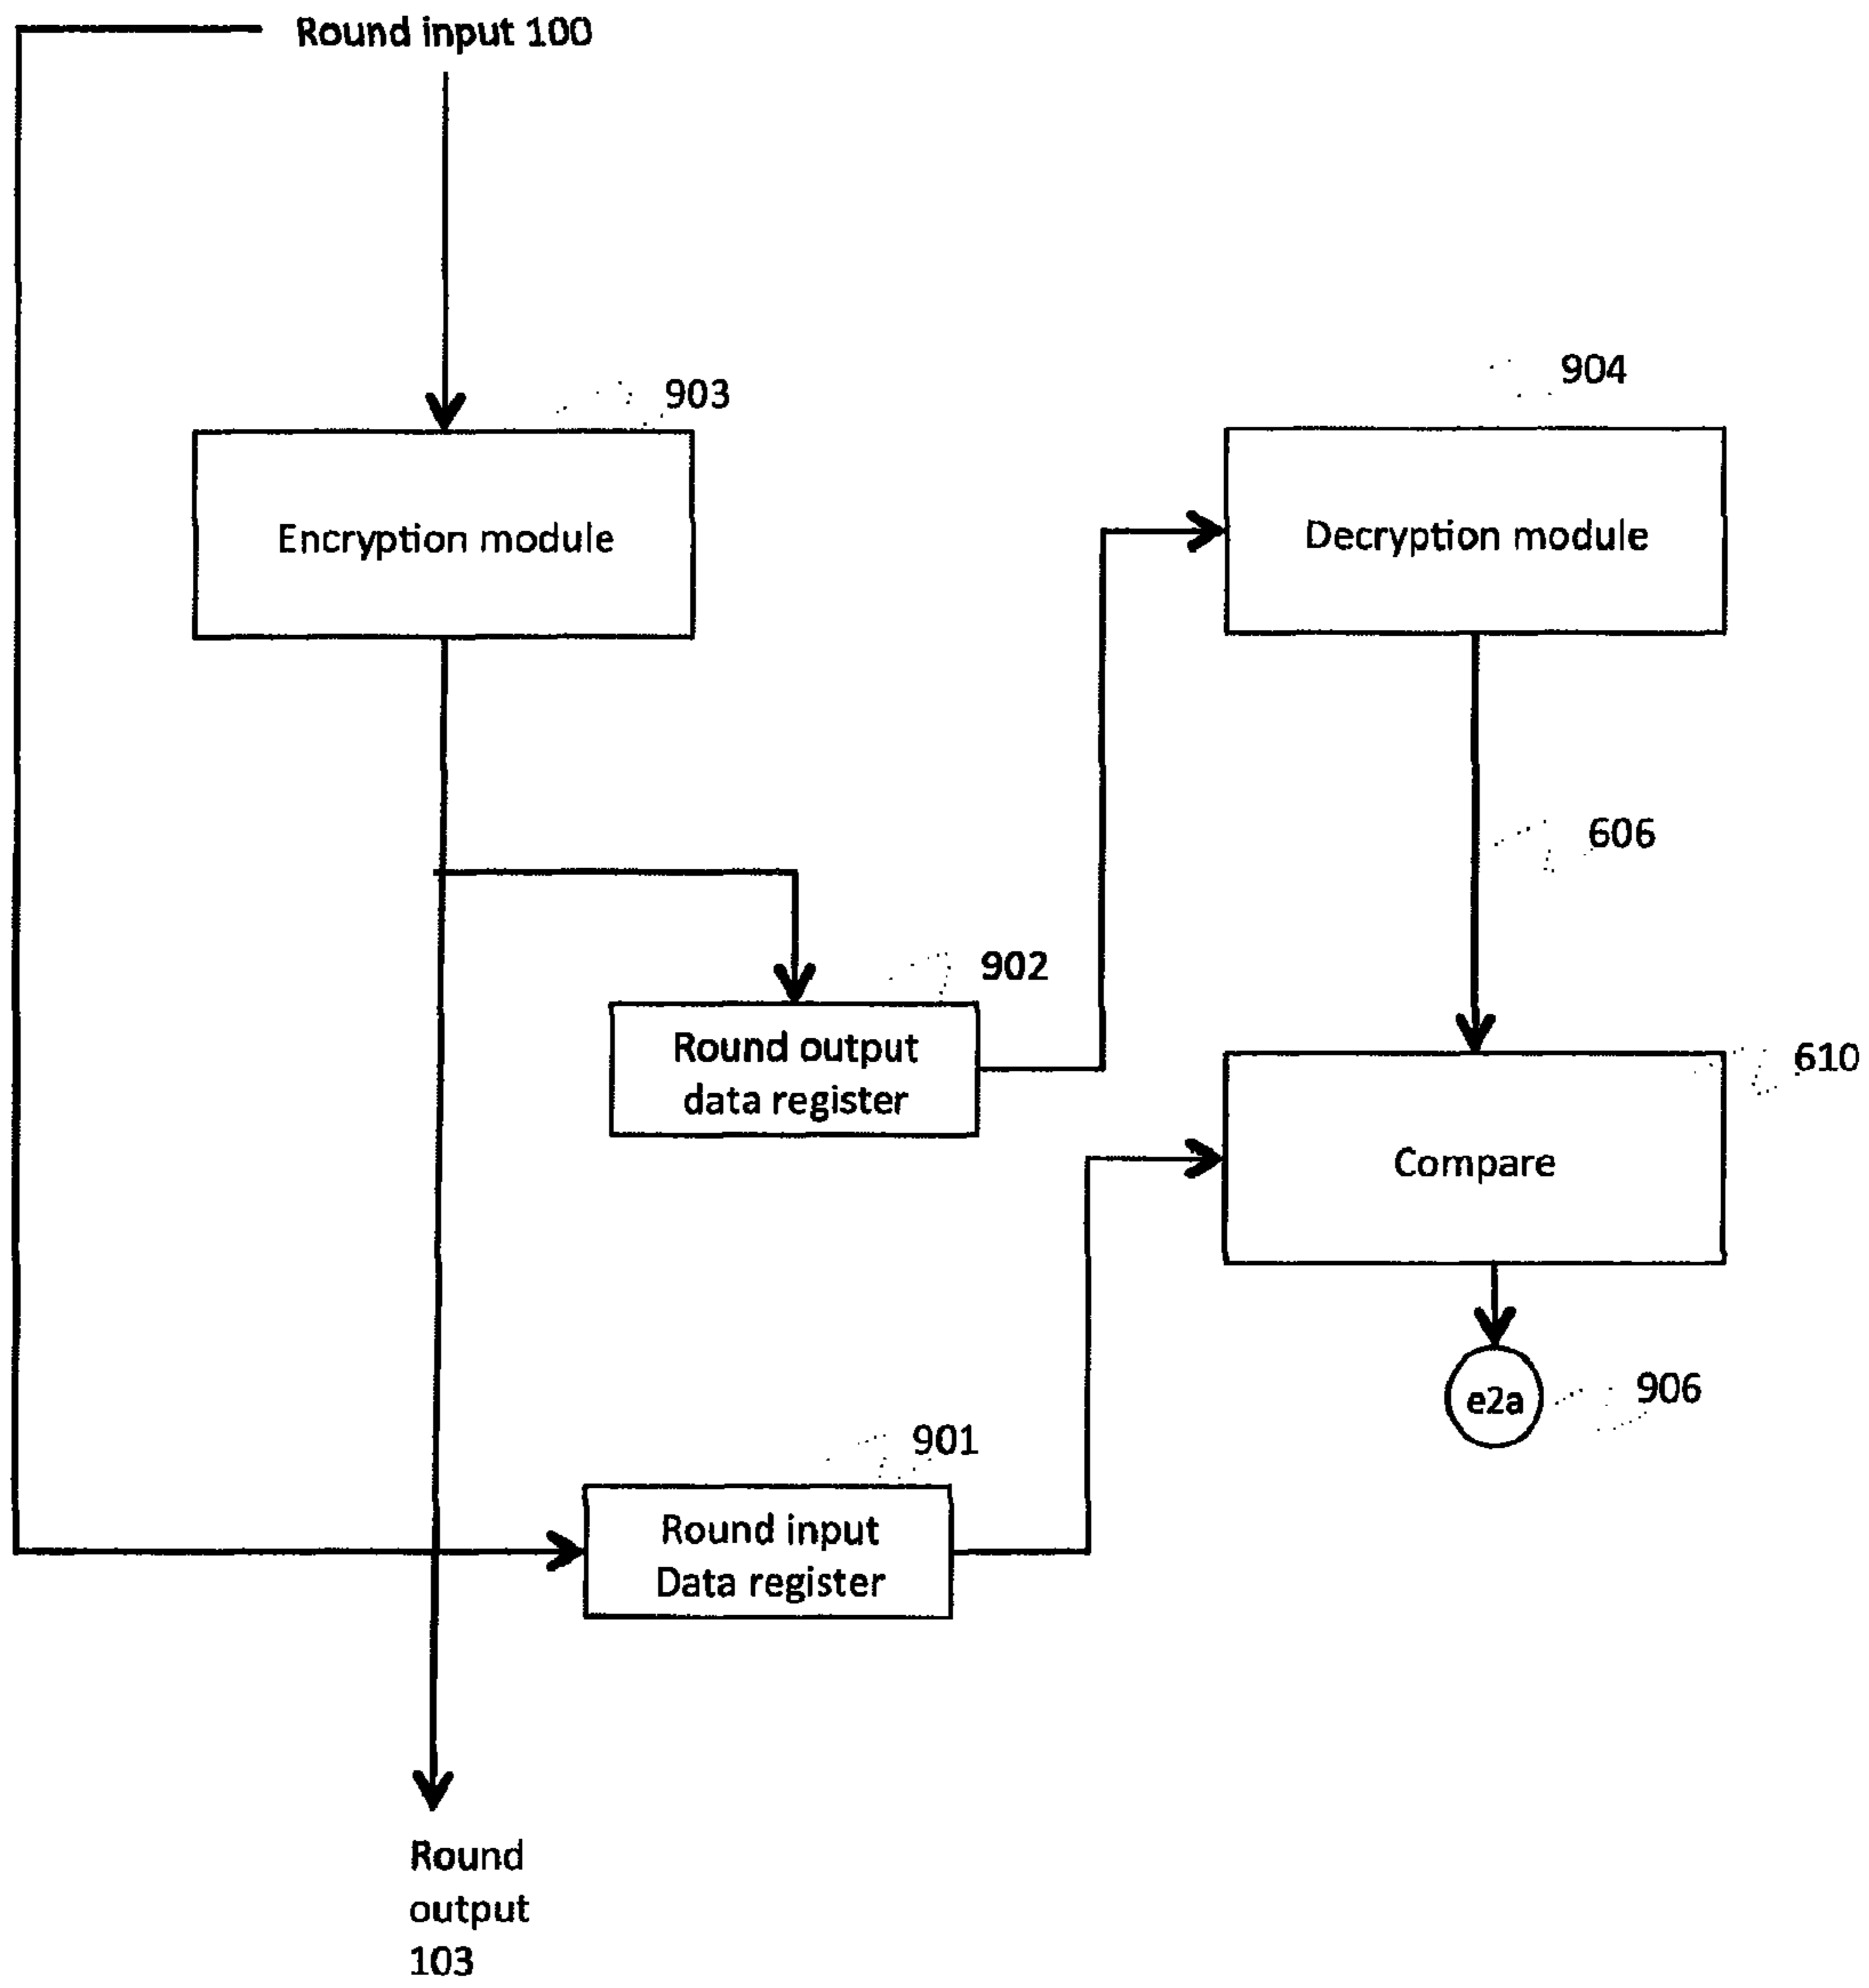 Round input 100
903
904
Encryption module
Decryption module
606
902
Round output
data register
610
Compare
906
e2a
901
Round input
Data register
Round
output
103